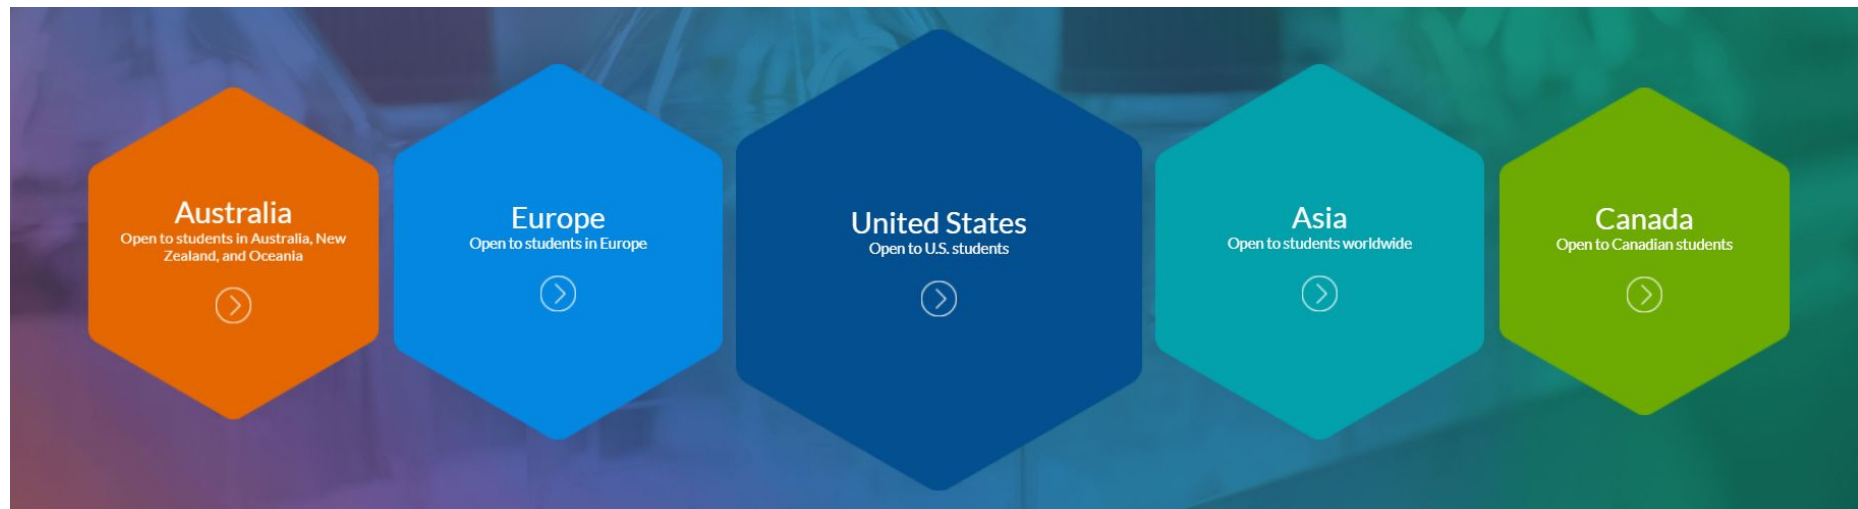 Australia
Open to students in Australia, New
Zealand, and Oceania
Europe
Open to students in Europe
United States
Open to U.S. students
Asia
Open to students worldwide
Canada
Open to Canadian students